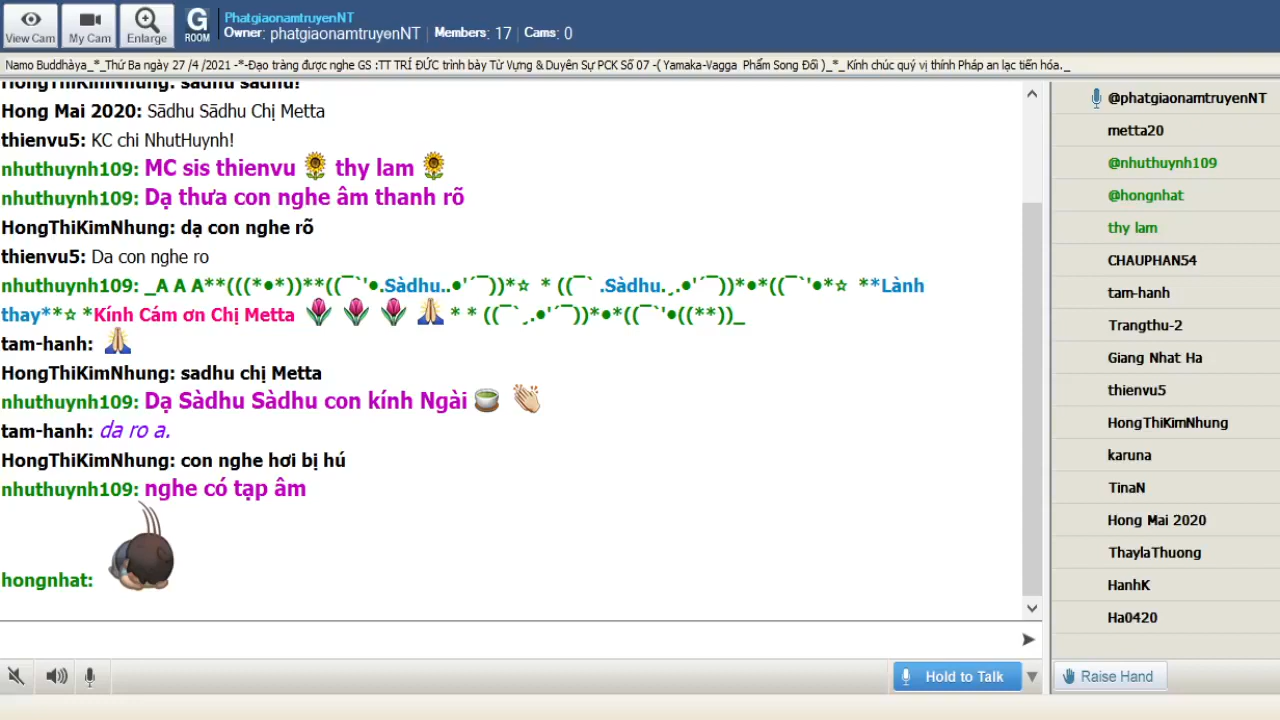 View Cam
My Cam
Enlarge
G
ROOM
PhatgiaonamtruyenNT
Owner: phatgiaonamtruyenNT | Members: 17 | Cams: 0
Namo Buddhàya_*_Thứ Ba ngày 27 /4 /2021 -*-Đạo tràng được nghe GS :TT TRÍ ĐỨC trình bày Từ Vựng & Duyên Sự PCK Số 07 -( Yamaka-Vagga Phẩm Song Đối )_*_ Kính chúc quý vị thính Pháp an lạc tiến hóa._
HongThiKimNhung: sadhu sadhu!
Hong Mai 2020: Sādhu Sādhu Chị Metta
thienvu5: KC chi NhutHuynh!
nhuthuynh109: MC sis thienvu 🌻 thy lam 🌻
nhuthuynh109: Dạ thưa con nghe âm thanh rõ
HongThiKimNhung: dạ con nghe rõ
thienvu5: Da con nghe ro
nhuthuynh109: _A A A**(((*•*))**((¯`'•.Sàdhu..•'´¯))*☆ * ((¯` .Sàdhu.¸.•'´¯))*•*((¯`'•*☆ **Lành
thay**☆ *Kính Cám ơn Chị Metta 🌷 🌷 🌷 🙏 * * ((¯`¸.•'´¯))*•*((¯`'•((**))_
tam-hanh: 🙏
HongThiKimNhung: sadhu chị Metta
nhuthuynh109: Dạ Sàdhu Sàdhu con kính Ngài 🍵 👏
tam-hanh: da ro a.
HongThiKimNhung: con nghe hơi bị hú
nhuthuynh109: nghe có tạp âm
hongnhat:
Hold to Talk
@phatgiaonamtruyenNT
metta20
@nhuthuynh109
@hongnhat
thy lam
CHAUPHAN54
tam-hanh
Trangthu-2
Giang Nhat Ha
thienvu5
HongThiKimNhung
karuna
TinaN
Hong Mai 2020
ThaylaThuong
HanhK
Ha0420
Raise Hand